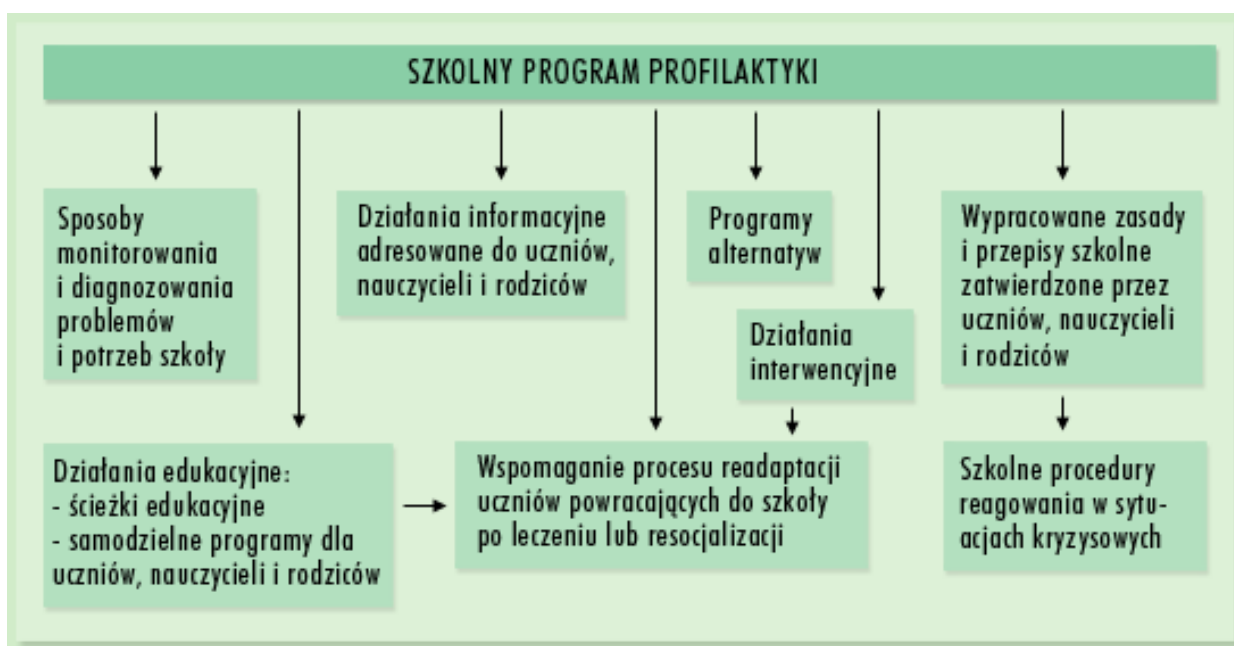 SZKOLNY PROGRAM PROFILAKTYKI
Sposoby
monitorowania
i diagnozowania
problemów
i potrzeb szkoły
Działania informacyjne
adresowane do uczniów,
nauczycieli i rodziców
Programy
alternatyw
Działania
interwencyjne
Wypracowane zasady
i przepisy szkolne
zatwierdzone przez
uczniów, nauczycieli
i rodziców
Działania edukacyjne:
- ścieżki edukacyjne
- samodzielne programy dla
uczniów, nauczycieli i rodziców
Wspomaganie procesu readaptacji
uczniów powracających do szkoły
po leczeniu lub resocjalizacji
Szkolne procedury
reagowania w sytu-
acjach kryzysowych